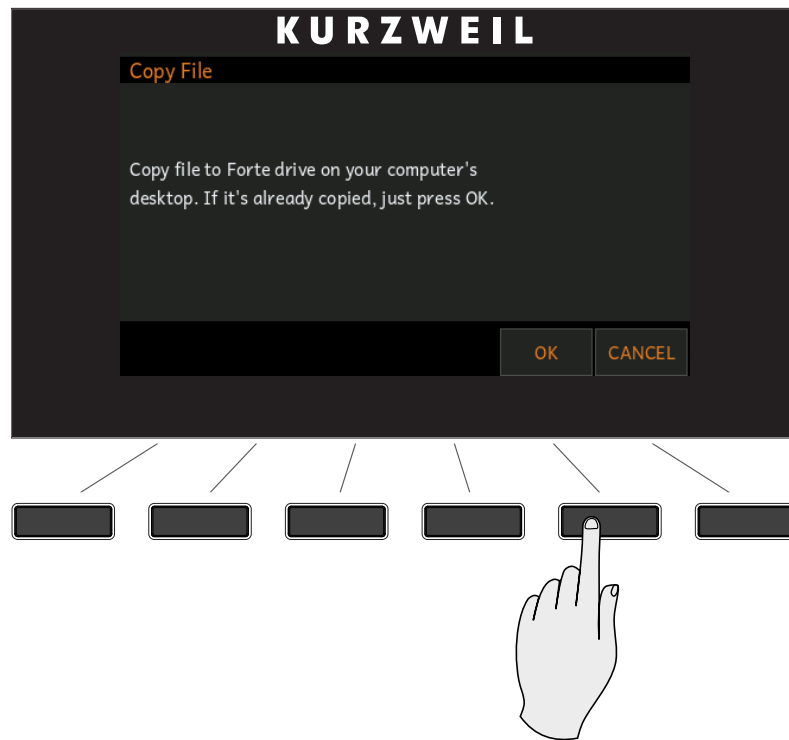 KURZWEIL
Copy File
Copy file to Forte drive on your computer's
desktop. If it's already copied, just press OK.
OK CANCEL